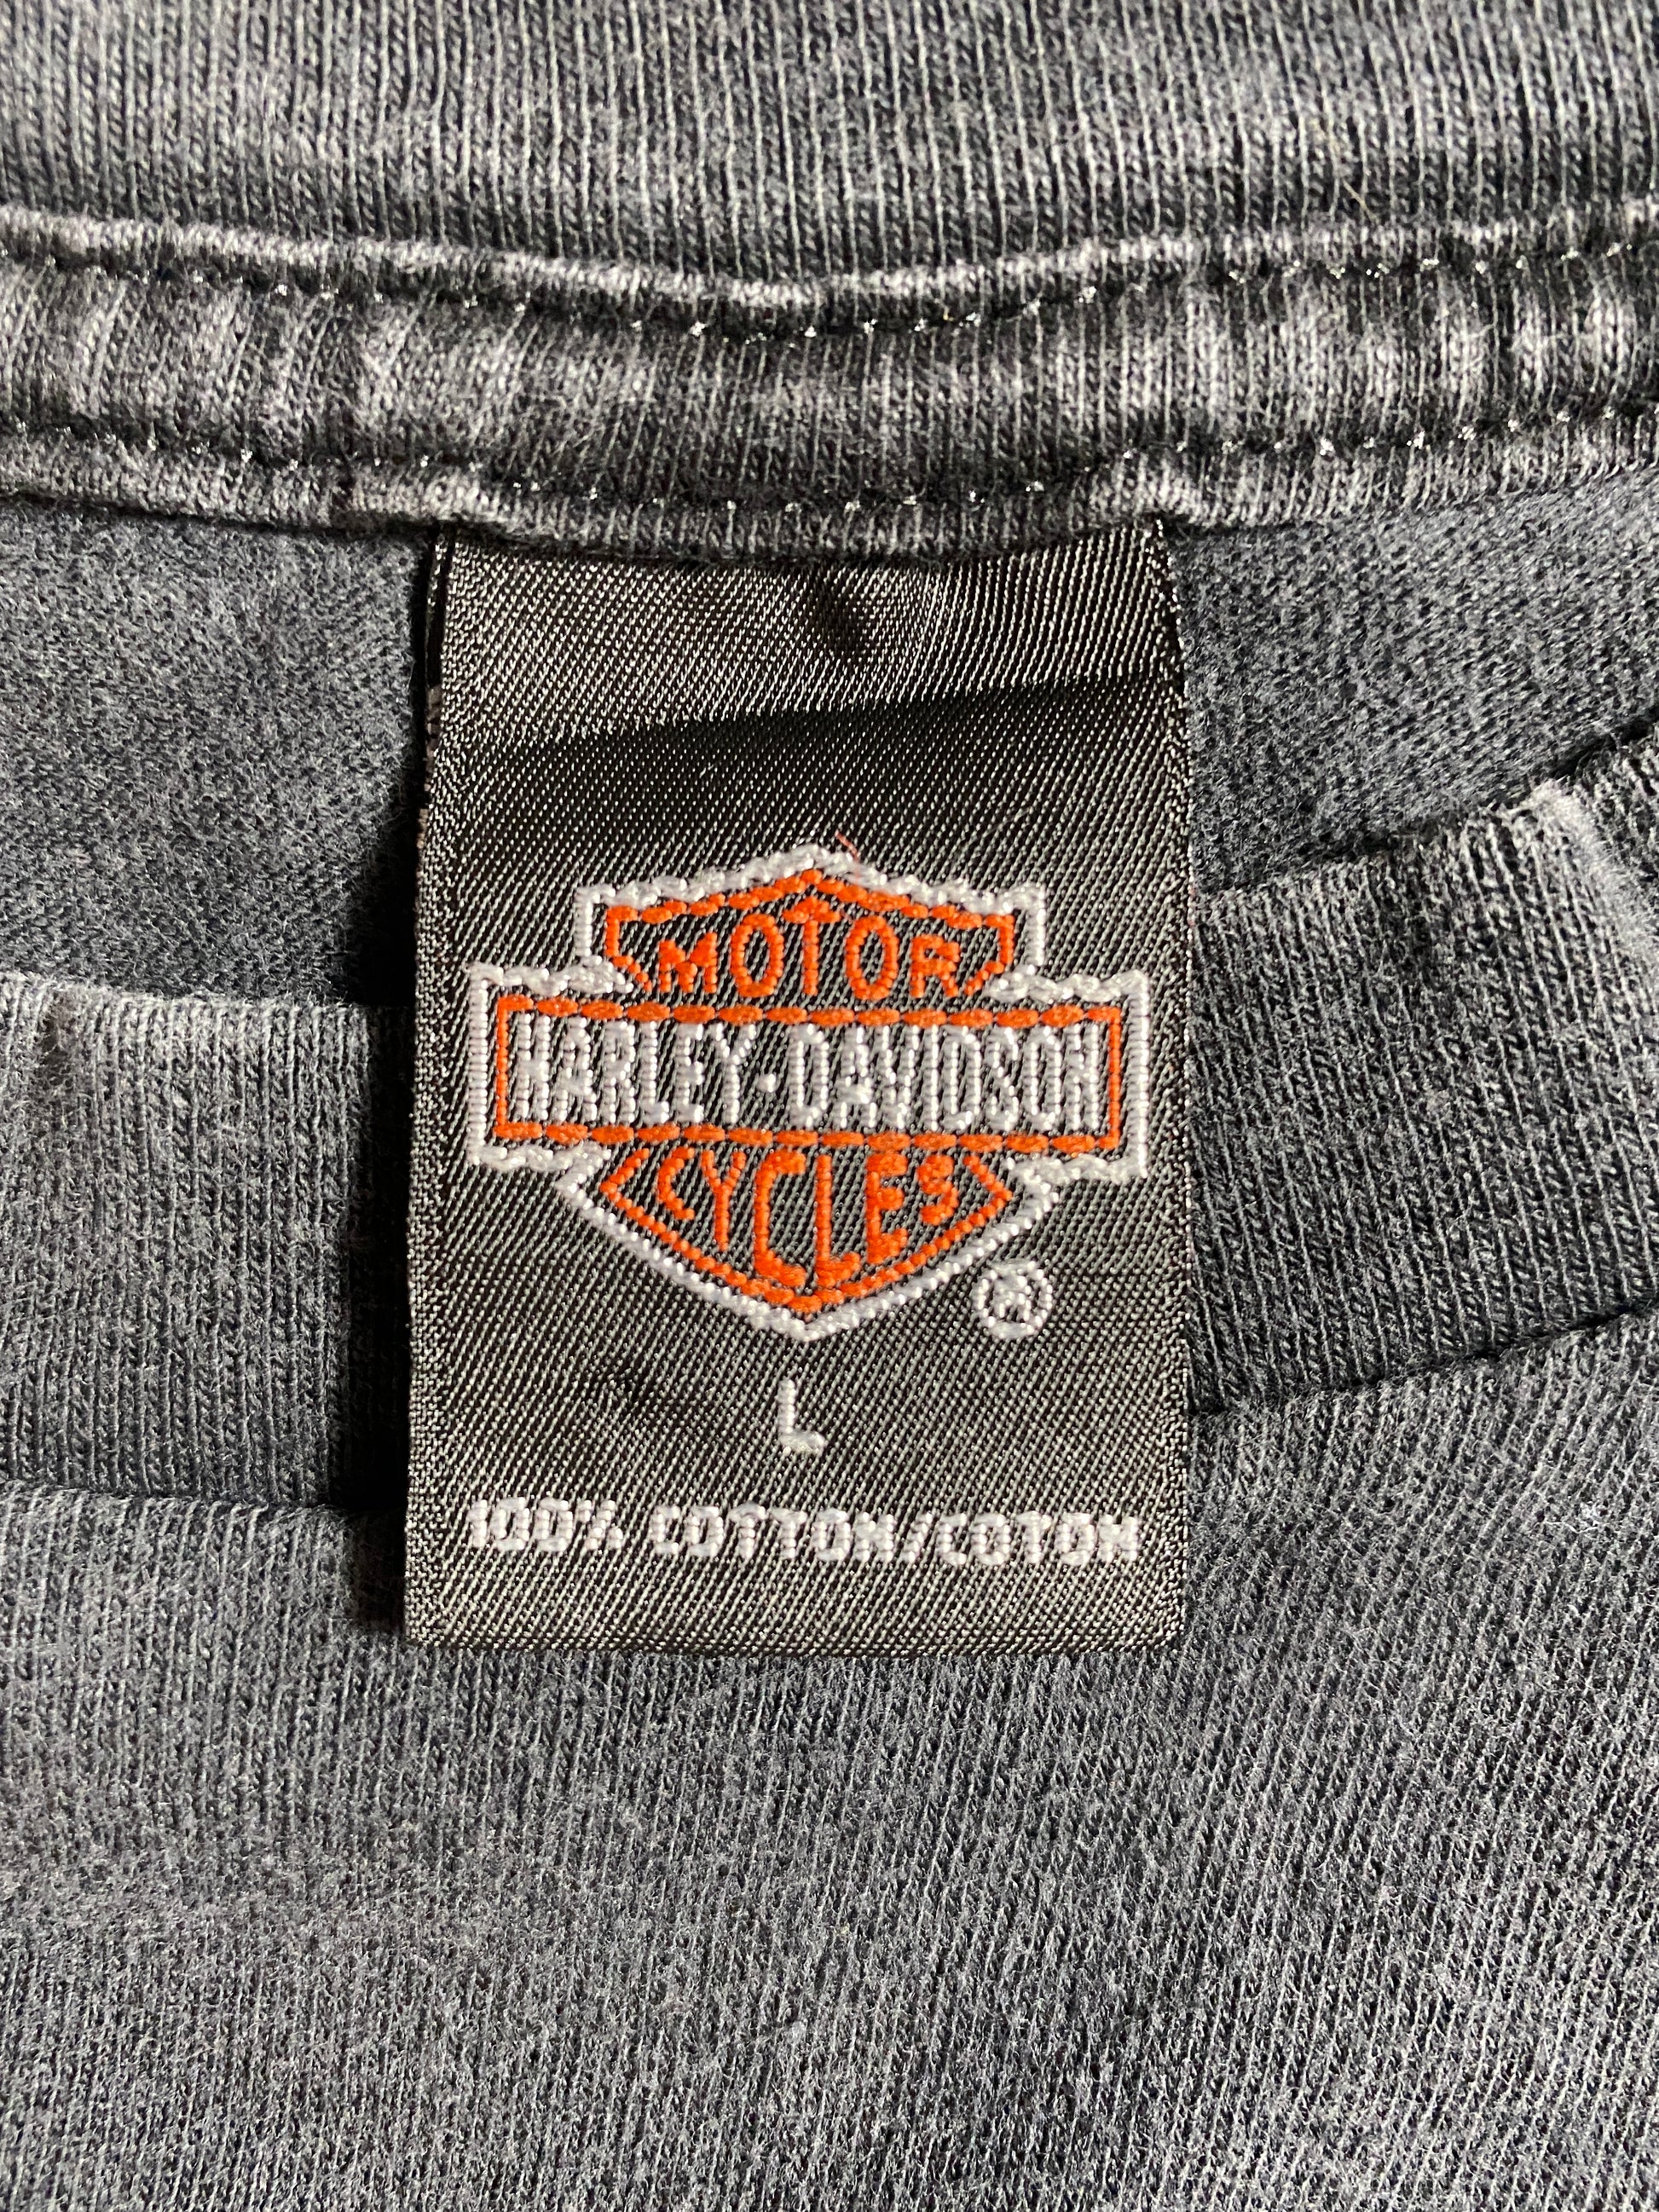 MOTOR
HARLEY-DAVIDSON
CYCLES
®
L
100% COTTON/COTON